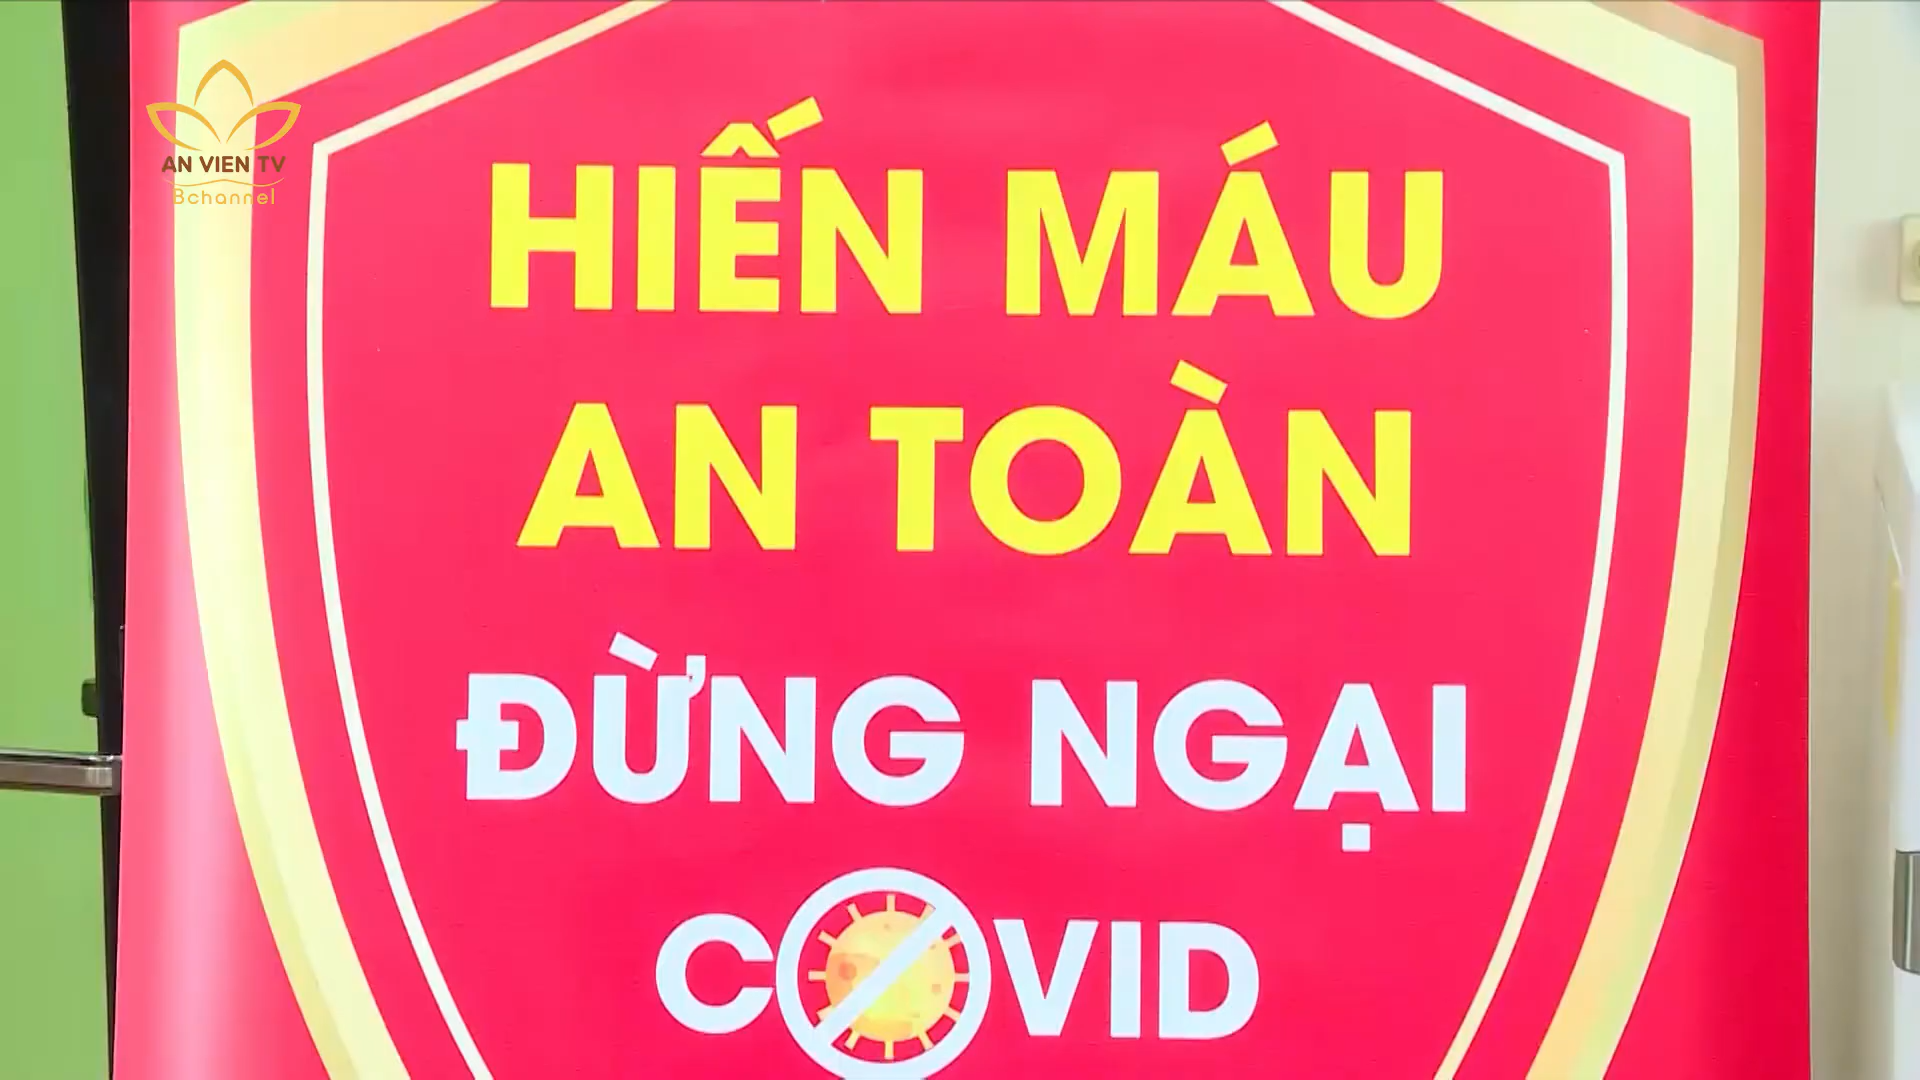 AN VIEN TV
Bchannel
HIẾN MÁU
AN TOÀN
ĐỪNG NGẠI
COVID